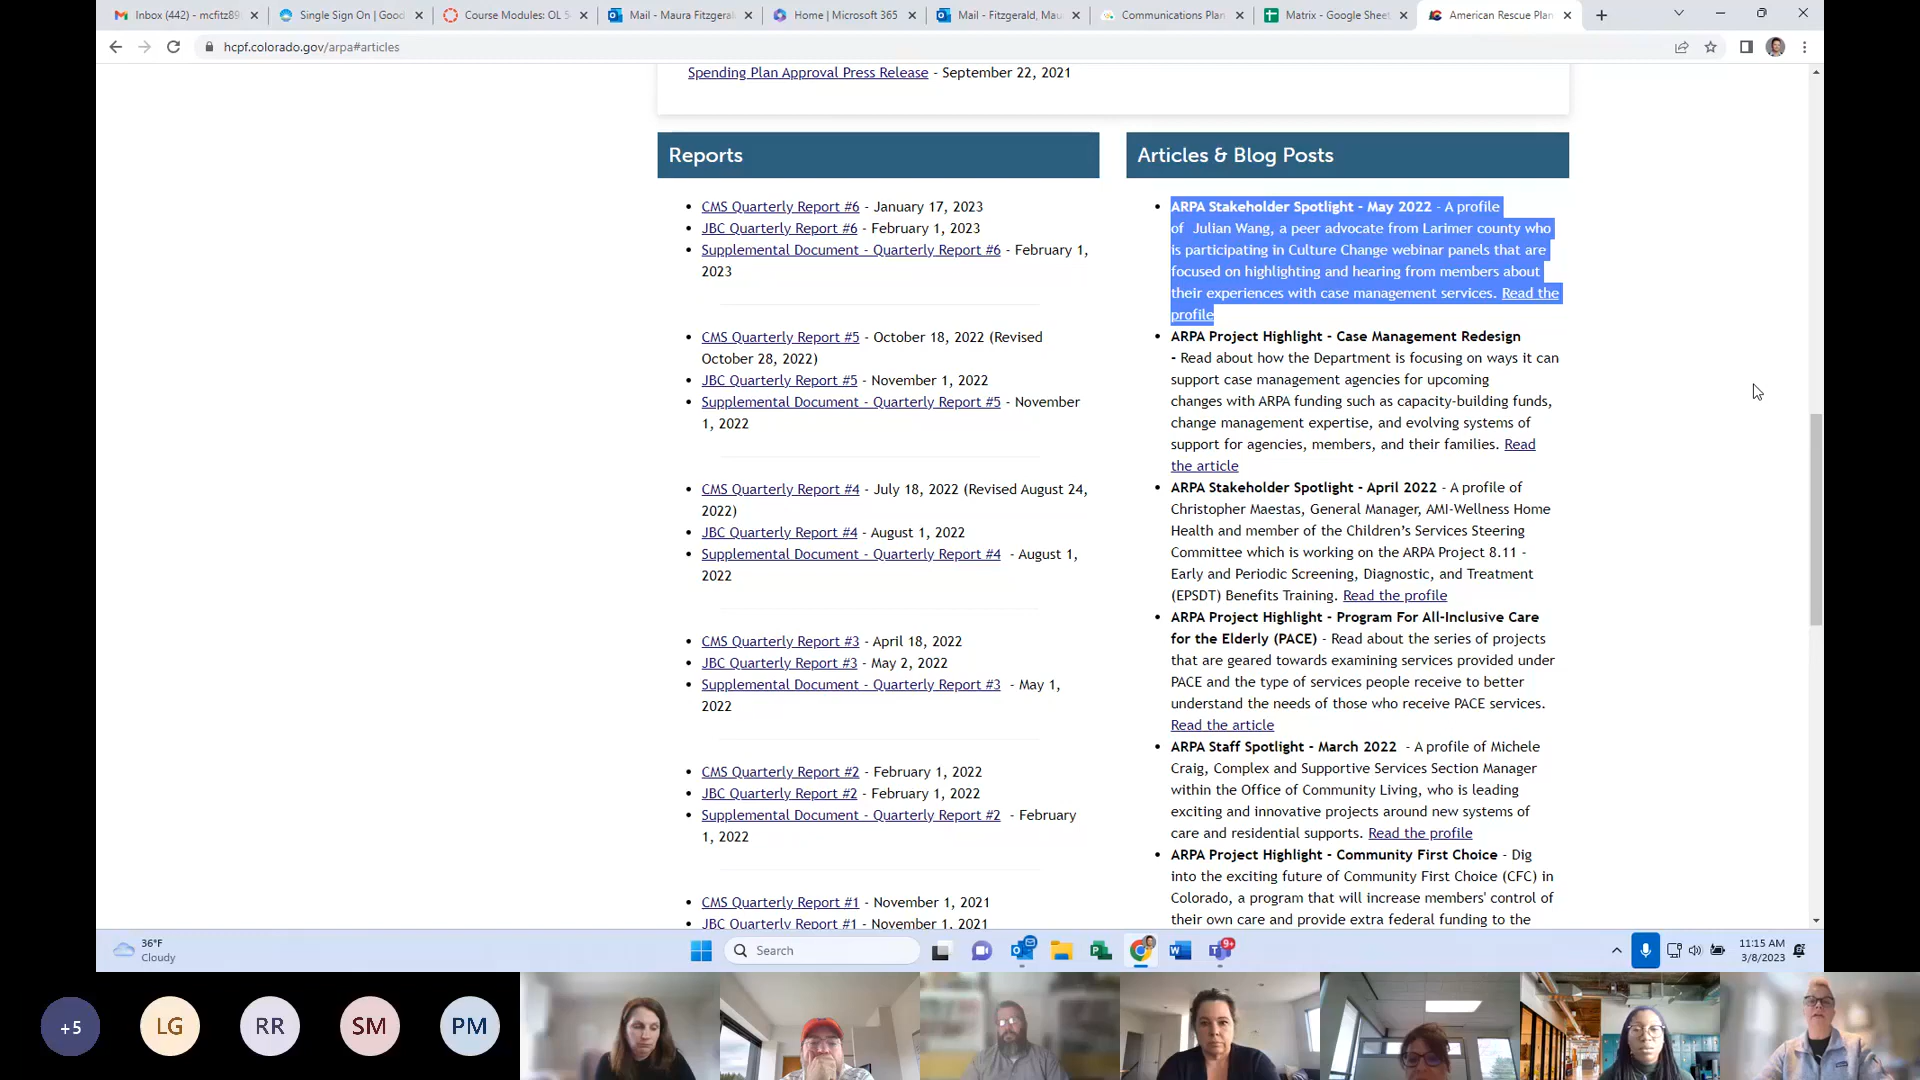 Inbox (442) - mcfitz89
Single Sign On | Good
Course Modules: OL 5
Mail - Maura Fitzgeral
Home | Microsoft 365
Mail - Fitzgerald, Mau
Communications Plan
Matrix - Google Sheet
American Rescue Plan
hcpf.colorado.gov/arpa#articles
Spending Plan Approval Press Release - September 22, 2021
Reports
CMS Quarterly Report #6 - January 17, 2023
JBC Quarterly Report #6 - February 1, 2023
Supplemental Document - Quarterly Report #6 - February 1,
2023
CMS Quarterly Report #5 - October 18, 2022 (Revised
October 28, 2022)
JBC Quarterly Report #5 - November 1, 2022
Supplemental Document - Quarterly Report #5 - November
1, 2022
CMS Quarterly Report #4 - July 18, 2022 (Revised August 24,
2022)
JBC Quarterly Report #4 - August 1, 2022
Supplemental Document - Quarterly Report #4 - August 1,
2022
CMS Quarterly Report #3 - April 18, 2022
JBC Quarterly Report #3 - May 2, 2022
Supplemental Document - Quarterly Report #3 - May 1,
2022
CMS Quarterly Report #2 - February 1, 2022
JBC Quarterly Report #2 - February 1, 2022
Supplemental Document - Quarterly Report #2 - February
1, 2022
CMS Quarterly Report #1 - November 1, 2021
JBC Quarterly Report #1 - November 1, 2021
Articles & Blog Posts
ARPA Stakeholder Spotlight - May 2022 - A profile
of Julian Wang, a peer advocate from Larimer county who
is participating in Culture Change webinar panels that are
focused on highlighting and hearing from members about
their experiences with case management services. Read the
profile
ARPA Project Highlight - Case Management Redesign
- Read about how the Department is focusing on ways it can
support case management agencies for upcoming
changes with ARPA funding such as capacity-building funds,
change management expertise, and evolving systems of
support for agencies, members, and their families. Read
the article
ARPA Stakeholder Spotlight - April 2022 - A profile of
Christopher Maestas, General Manager, AMI-Wellness Home
Health and member of the Children’s Services Steering
Committee which is working on the ARPA Project 8.11 -
Early and Periodic Screening, Diagnostic, and Treatment
(EPSDT) Benefits Training. Read the profile
ARPA Project Highlight - Program For All-Inclusive Care
for the Elderly (PACE) - Read about the series of projects
that are geared towards examining services provided under
PACE and the type of services people receive to better
understand the needs of those who receive PACE services.
Read the article
ARPA Staff Spotlight - March 2022 - A profile of Michele
Craig, Complex and Supportive Services Section Manager
within the Office of Community Living, who is leading
exciting and innovative projects around new systems of
care and residential supports. Read the profile
ARPA Project Highlight - Community First Choice - Dig
into the exciting future of Community First Choice (CFC) in
Colorado, a program that will increase members' control of
their own care and provide extra federal funding to the
36°F
Cloudy
Search
9+
11:15 AM
3/8/2023
+5
LG
RR
SM
PM